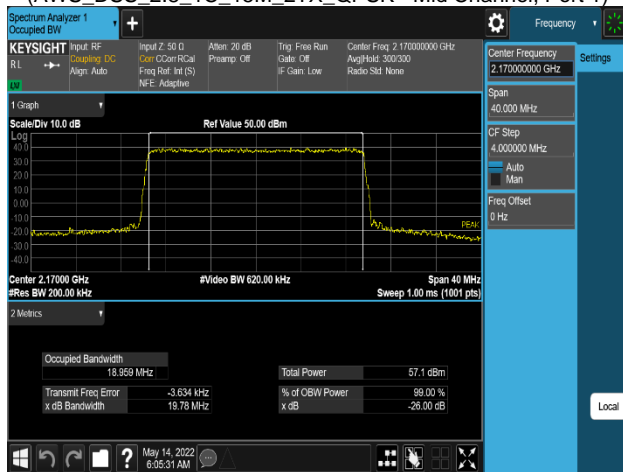 Spectrum Analyzer 1
Occupied BW
+
Frequency
KEYSIGHT
Input: RF
Coupling: DC
Align: Auto
RL
Input Z: 50 Ω
Corr CCorr RCal
Freq Ref: Int (S)
NFE: Adaptive
Atten: 20 dB
Preamp: Off
Trig: Free Run
Gate: Off
IF Gain: Low
Center Freq: 2.170000000 GHz
Avg|Hold: 300/300
Radio Std: None
Center Frequency
2.170000000 GHz
Settings
Span
40.000 MHz
CF Step
4.000000 MHz
Auto
Man
Freq Offset
0 Hz
1 Graph
Scale/Div 10.0 dB
Ref Value 50.00 dBm
Log
40.0
30.0
20.0
10.0
0.00
-10.0
-20.0
-30.0
-40.0
PEAK
Center 2.17000 GHz
#Video BW 620.00 kHz
Span 40 MHz
#Res BW 200.00 kHz
Sweep 1.00 ms (1001 pts)
2 Metrics
Occupied Bandwidth
18.959 MHz
Total Power
57.1 dBm
Transmit Freq Error
-3.634 kHz
% of OBW Power
99.00 %
x dB Bandwidth
19.78 MHz
x dB
-26.00 dB
Local
?
May 14, 2022
6:05:31 AM